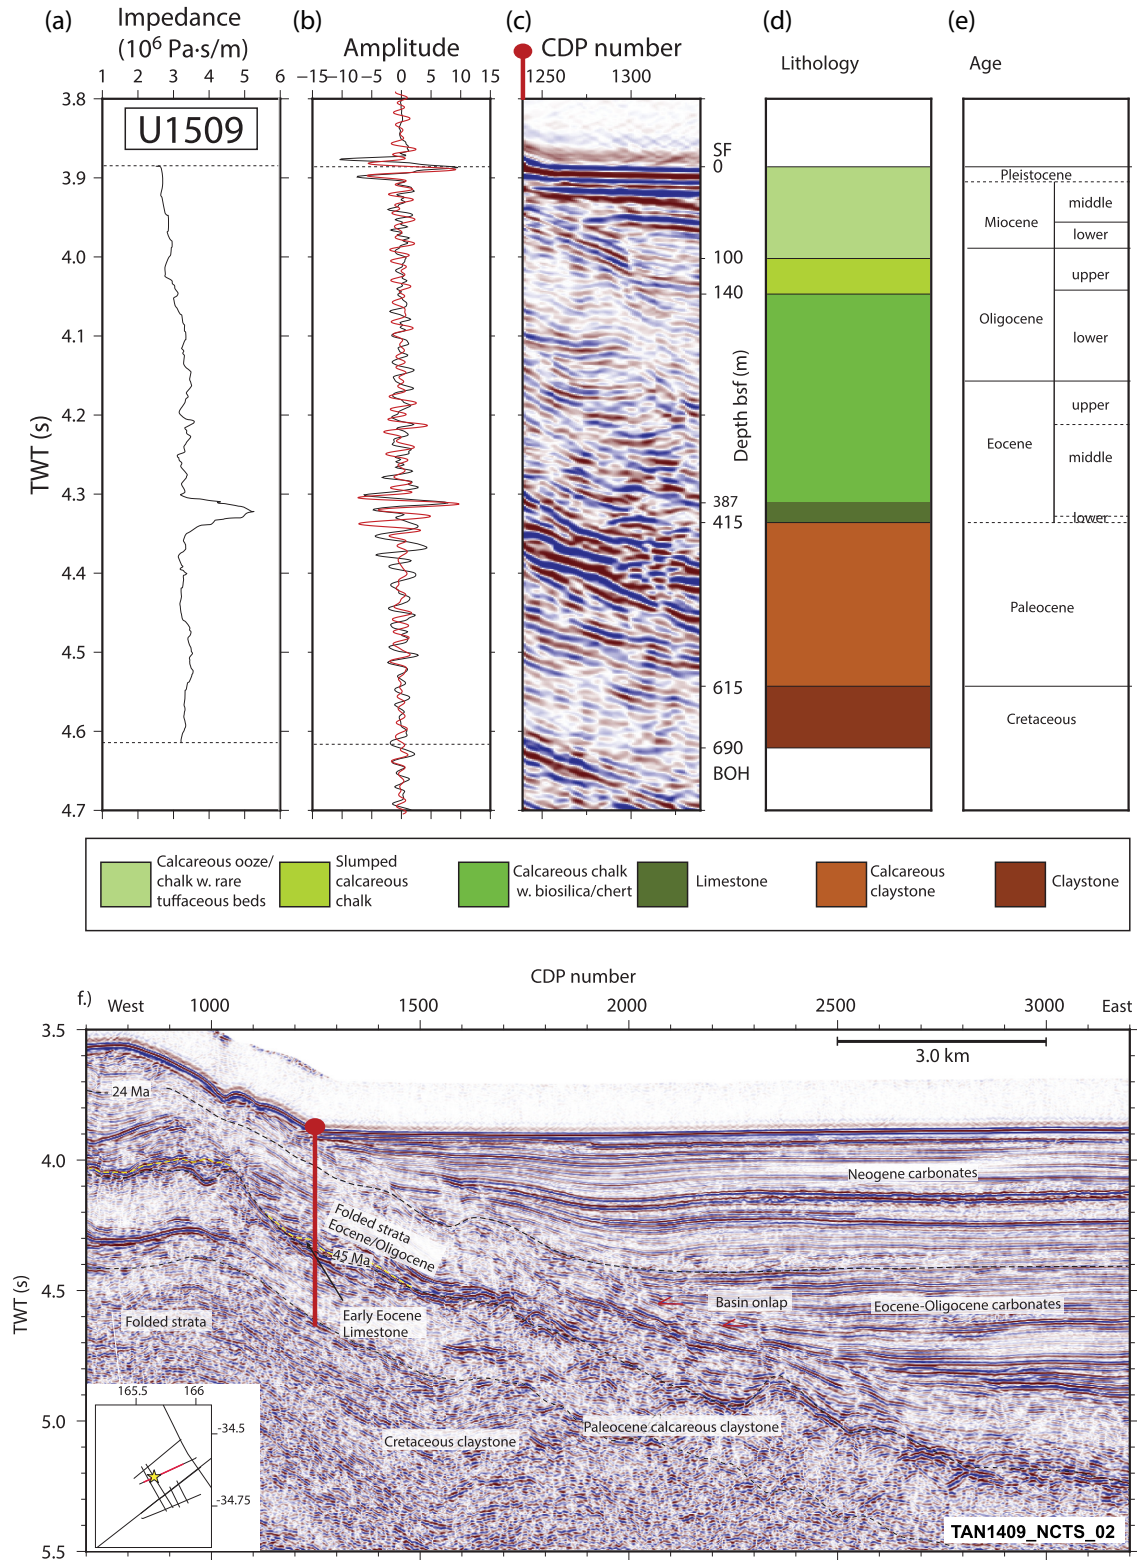 (a) Impedance (b) (c) (d) (e)
(10⁶ Pa·s/m) Amplitude CDP number Lithology Age
1 2 3 4 5 6 −15 −10 −5 0 5 10 15 1250 1300
U1509
3.8
3.9
4.0
4.1
4.2
4.3
4.4
4.5
4.6
4.7
TWT (s)
SF
0
100
140
387
415
615
690
BOH
Depth bsf (m)
Pleistocene
Miocene
middle
lower
Oligocene
upper
lower
Eocene
upper
middle
lower
Paleocene
Cretaceous
Calcareous ooze/
chalk w. rare
tuffaceous beds
Slumped
calcareous
chalk
Calcareous chalk
w. biosilica/chert
Limestone
Calcareous
claystone
Claystone
CDP number
f.) West 1000 1500 2000 2500 3000 East
3.5
4.0
4.5
5.0
5.5
TWT (s)
3.0 km
24 Ma
Neogene carbonates
Folded strata
Eocene/Oligocene
45 Ma
Early Eocene
Limestone
Basin onlap
Eocene-Oligocene carbonates
Folded strata
Paleocene calcareous claystone
Cretaceous claystone
165.5 166
-34.5
-34.75
TAN1409_NCTS_02